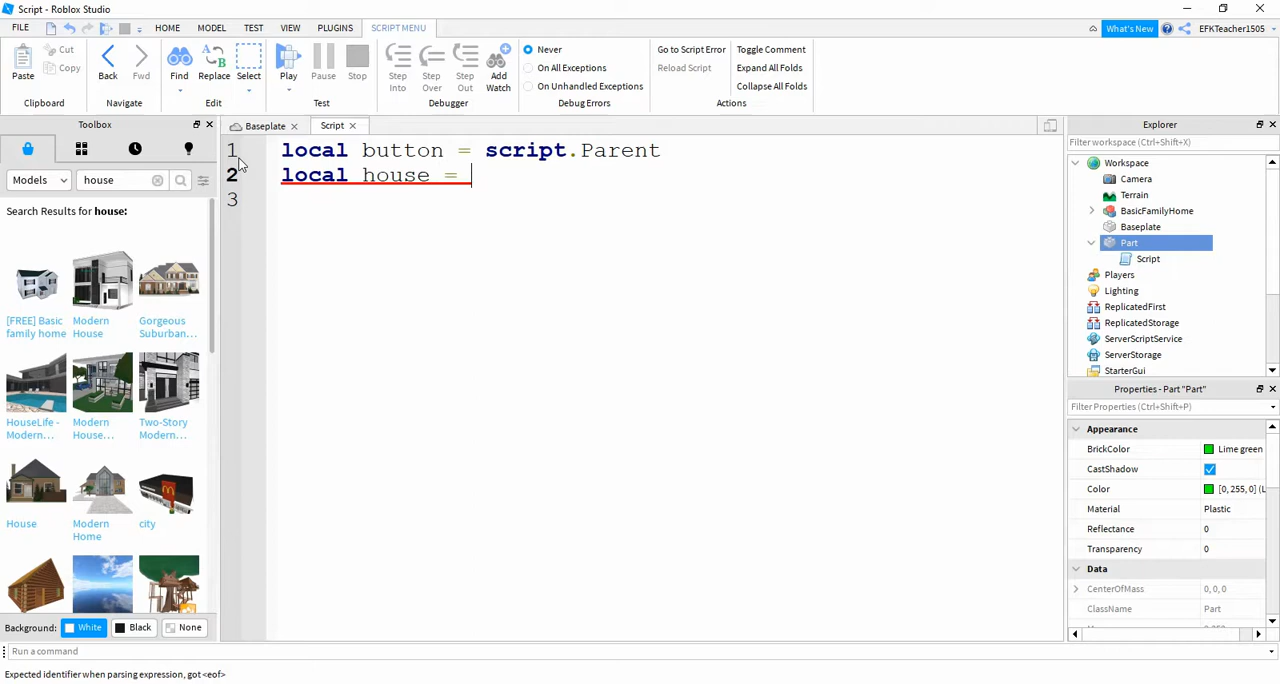 Script - Roblox Studio
FILE HOME MODEL TEST VIEW PLUGINS SCRIPT MENU What's New EFKTeacher1505
Paste Cut Copy Back Fwd Find Replace Select Play Pause Stop Step Into Step Over Step Out Add Watch
Never
On All Exceptions
On Unhandled Exceptions
Go to Script Error
Reload Script
Toggle Comment
Expand All Folds
Collapse All Folds
Clipboard Navigate Edit Test Debugger Debug Errors Actions
Toolbox
Models house
Search Results for house:
[FREE] Basic family home
Modern House
Gorgeous Suburban...
HouseLife - Modern...
Modern House...
Two-Story Modern...
House
Modern Home
city
Background: White Black None
Baseplate Script
1 local button = script.Parent
2 local house =
3
Explorer
Filter workspace (Ctrl+Shift+X)
Workspace
Camera
Terrain
BasicFamilyHome
Baseplate
Part
Script
Players
Lighting
ReplicatedFirst
ReplicatedStorage
ServerScriptService
ServerStorage
StarterGui
Properties - Part "Part"
Filter Properties (Ctrl+Shift+P)
Appearance
BrickColor Lime green
CastShadow
Color [0, 255, 0] (L
Material Plastic
Reflectance 0
Transparency 0
Data
CenterOfMass 0, 0, 0
ClassName Part
Run a command
Expected identifier when parsing expression, got <eof>